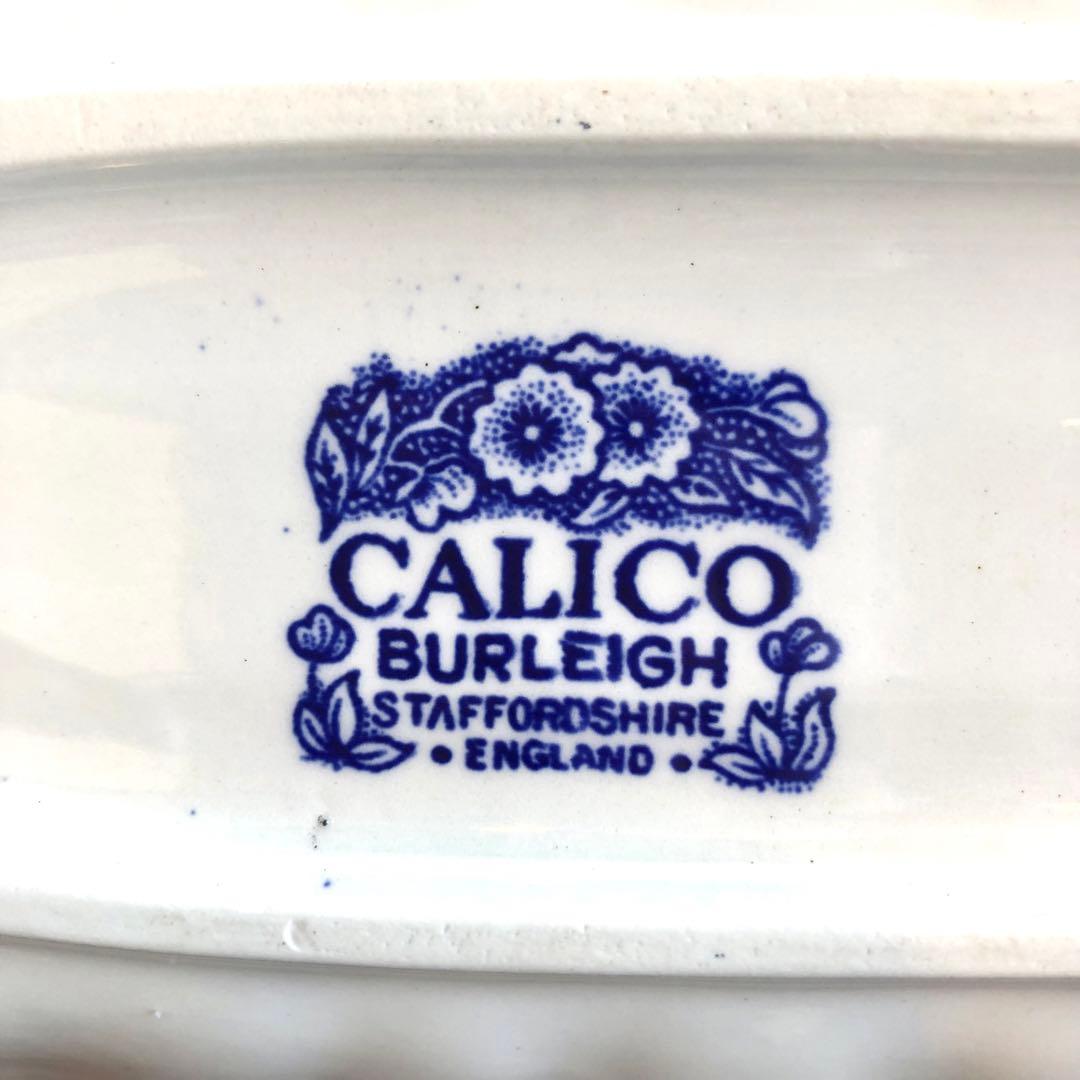 CALICO
BURLEIGH
STAFFORDSHIRE
• ENGLAND •